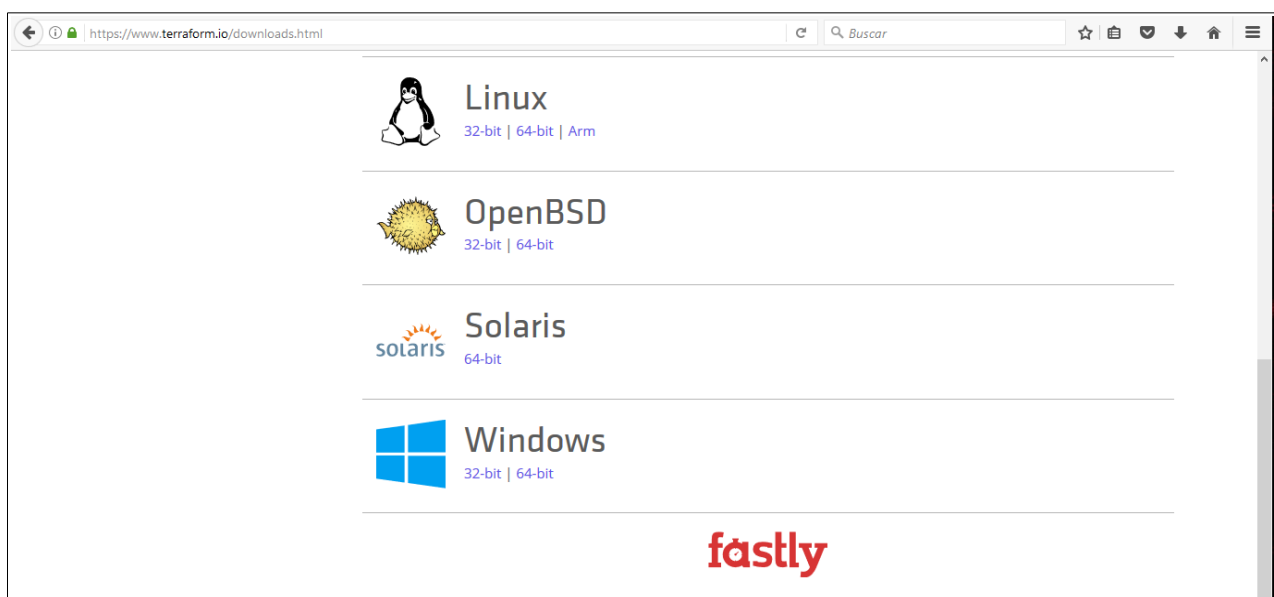 https://www.terraform.io/downloads.html
Buscar
Linux
32-bit | 64-bit | Arm
OpenBSD
32-bit | 64-bit
solaris
Solaris
64-bit
Windows
32-bit | 64-bit
fastly